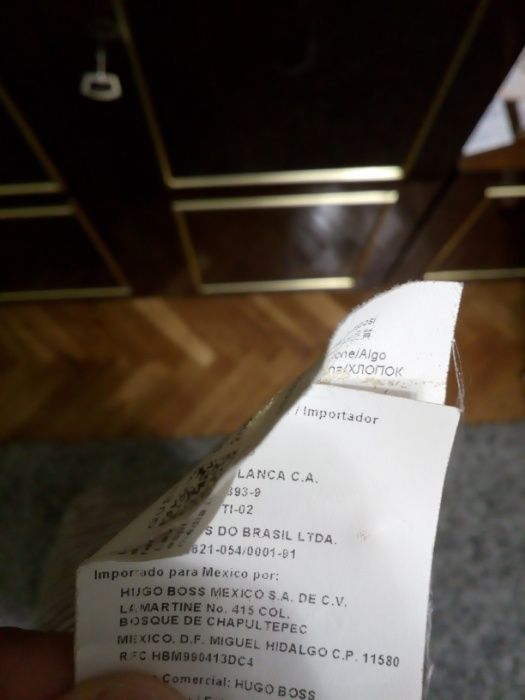 one/Algo
/ХЛОПОК
/ Importador
LANCA C.A.
393-9
TI-02
S DO BRASIL LTDA.
621-054/0001-91
Importado para Mexico por:
HUGO BOSS MEXICO S.A. DE C.V.
LAMARTINE No. 415 COL.
BOSQUE DE CHAPULTEPEC
MEXICO, D.F. MIGUEL HIDALGO C.P. 11580
RFC HBM990413DC4
Comercial: HUGO BOSS